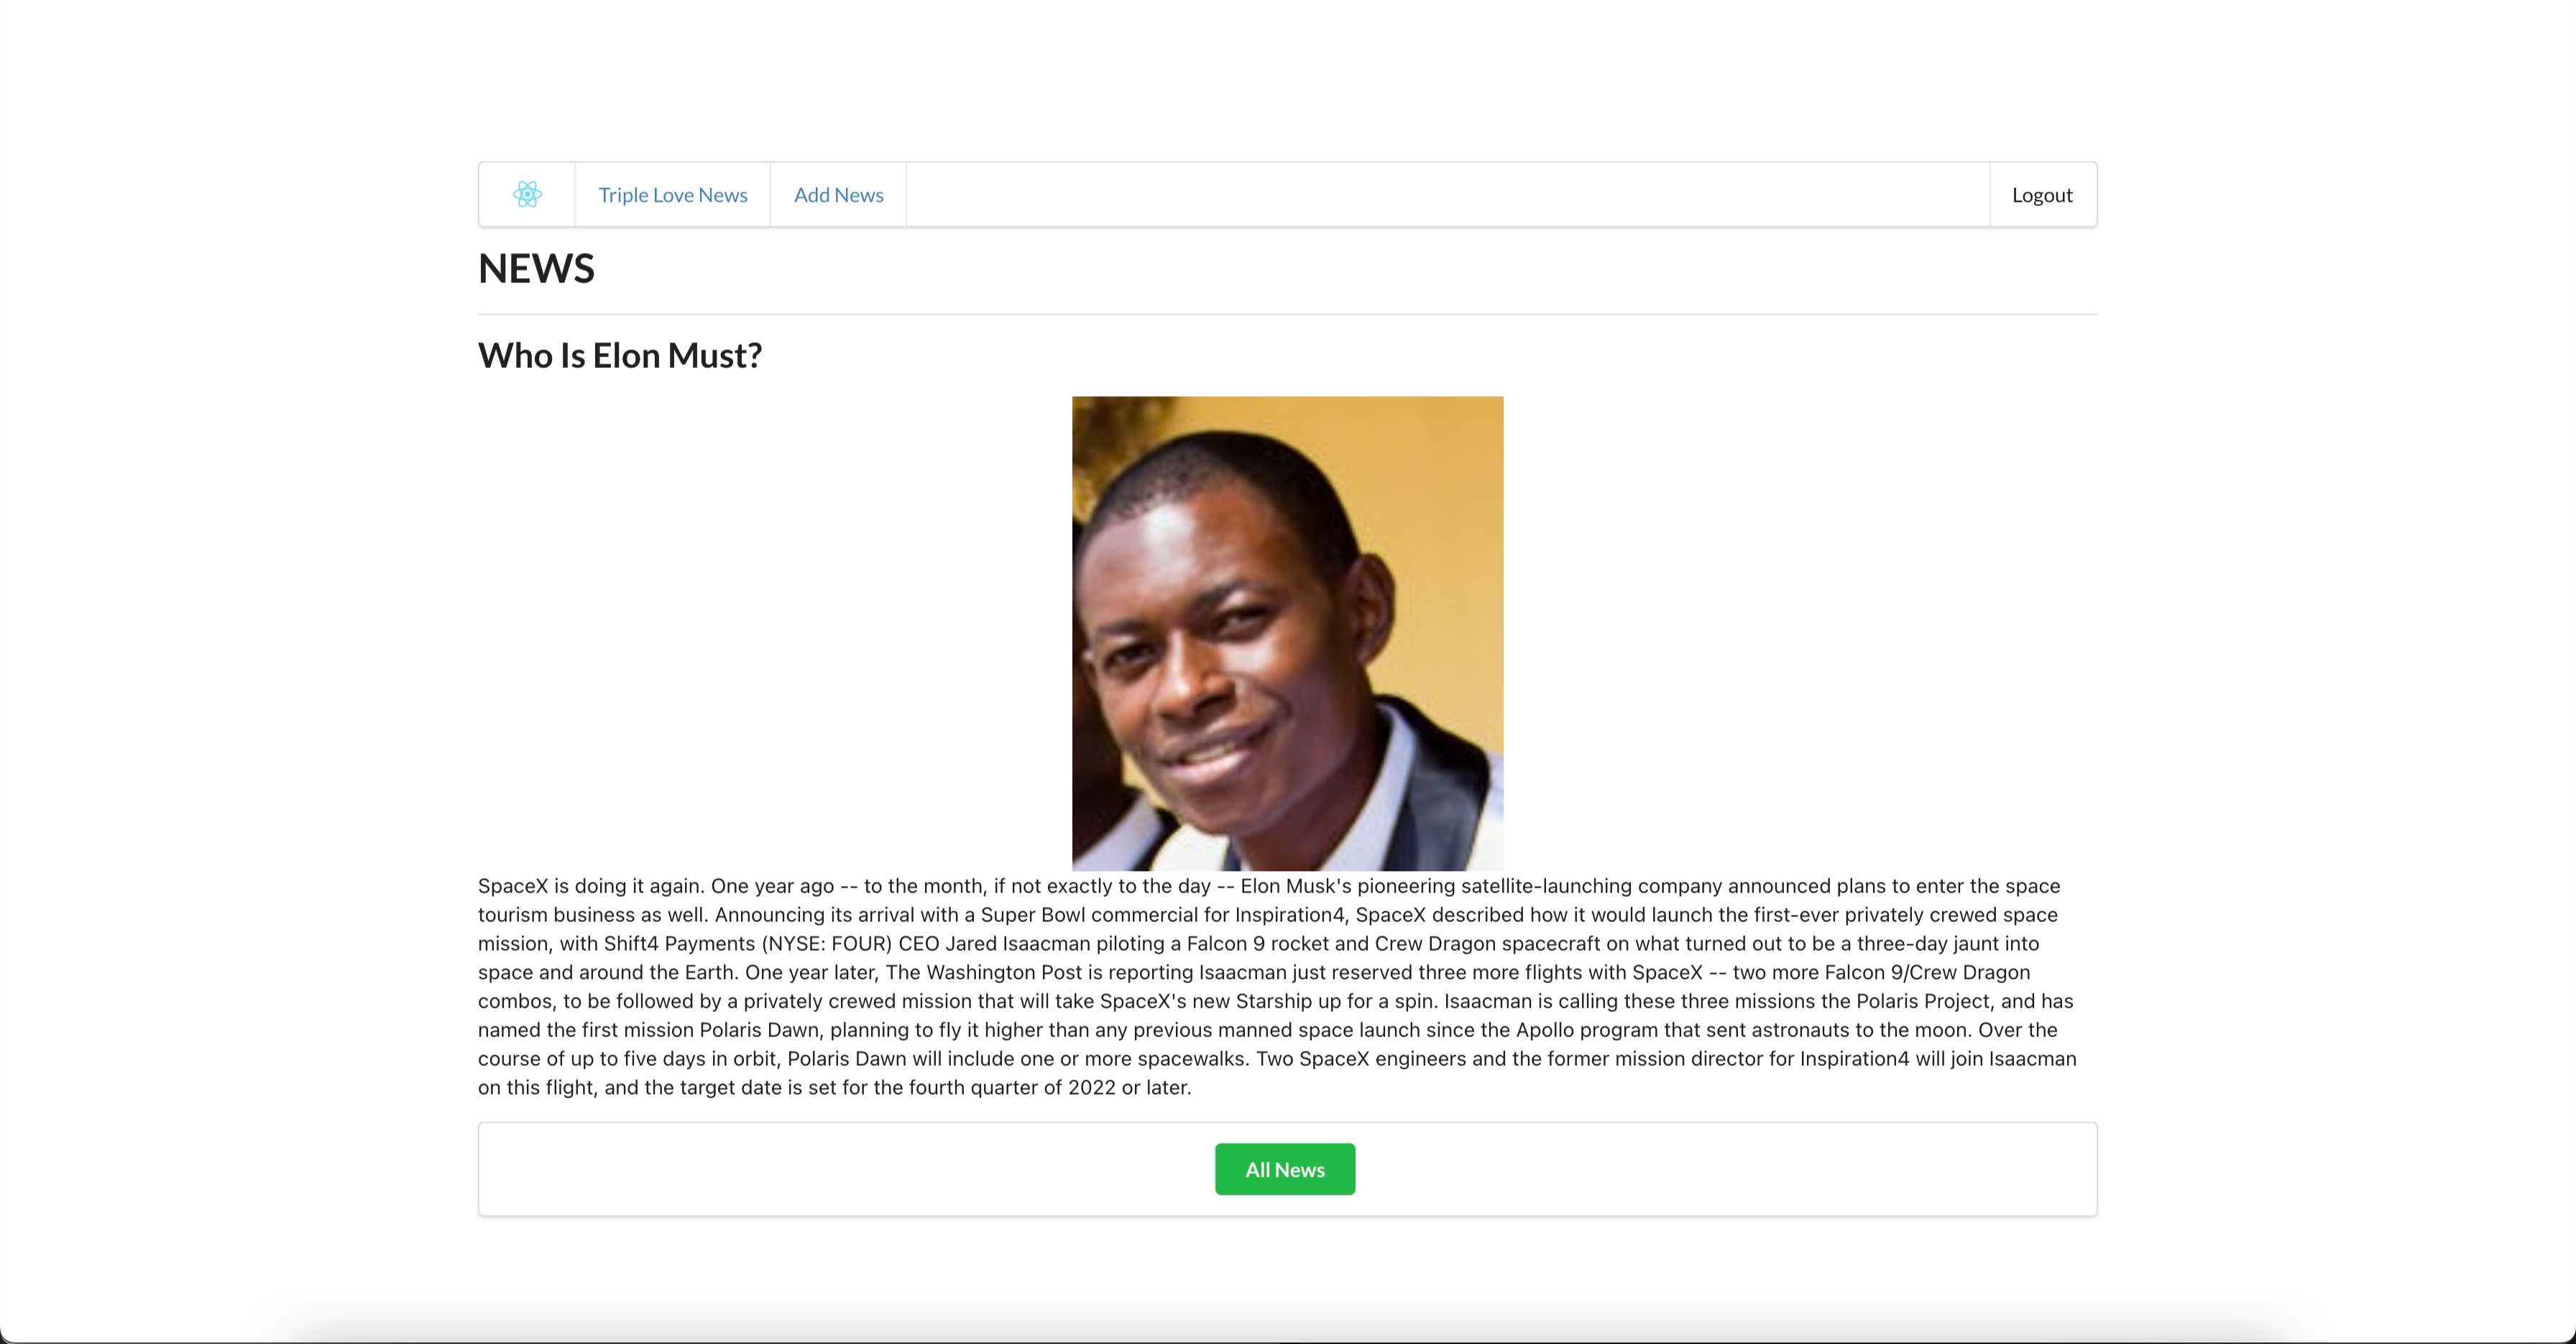 Triple Love News
Add News
Logout
NEWS
Who Is Elon Must?
SpaceX is doing it again. One year ago -- to the month, if not exactly to the day -- Elon Musk's pioneering satellite-launching company announced plans to enter the space
tourism business as well. Announcing its arrival with a Super Bowl commercial for Inspiration4, SpaceX described how it would launch the first-ever privately crewed space
mission, with Shift4 Payments (NYSE: FOUR) CEO Jared Isaacman piloting a Falcon 9 rocket and Crew Dragon spacecraft on what turned out to be a three-day jaunt into
space and around the Earth. One year later, The Washington Post is reporting Isaacman just reserved three more flights with SpaceX -- two more Falcon 9/Crew Dragon
combos, to be followed by a privately crewed mission that will take SpaceX's new Starship up for a spin. Isaacman is calling these three missions the Polaris Project, and has
named the first mission Polaris Dawn, planning to fly it higher than any previous manned space launch since the Apollo program that sent astronauts to the moon. Over the
course of up to five days in orbit, Polaris Dawn will include one or more spacewalks. Two SpaceX engineers and the former mission director for Inspiration4 will join Isaacman
on this flight, and the target date is set for the fourth quarter of 2022 or later.
All News